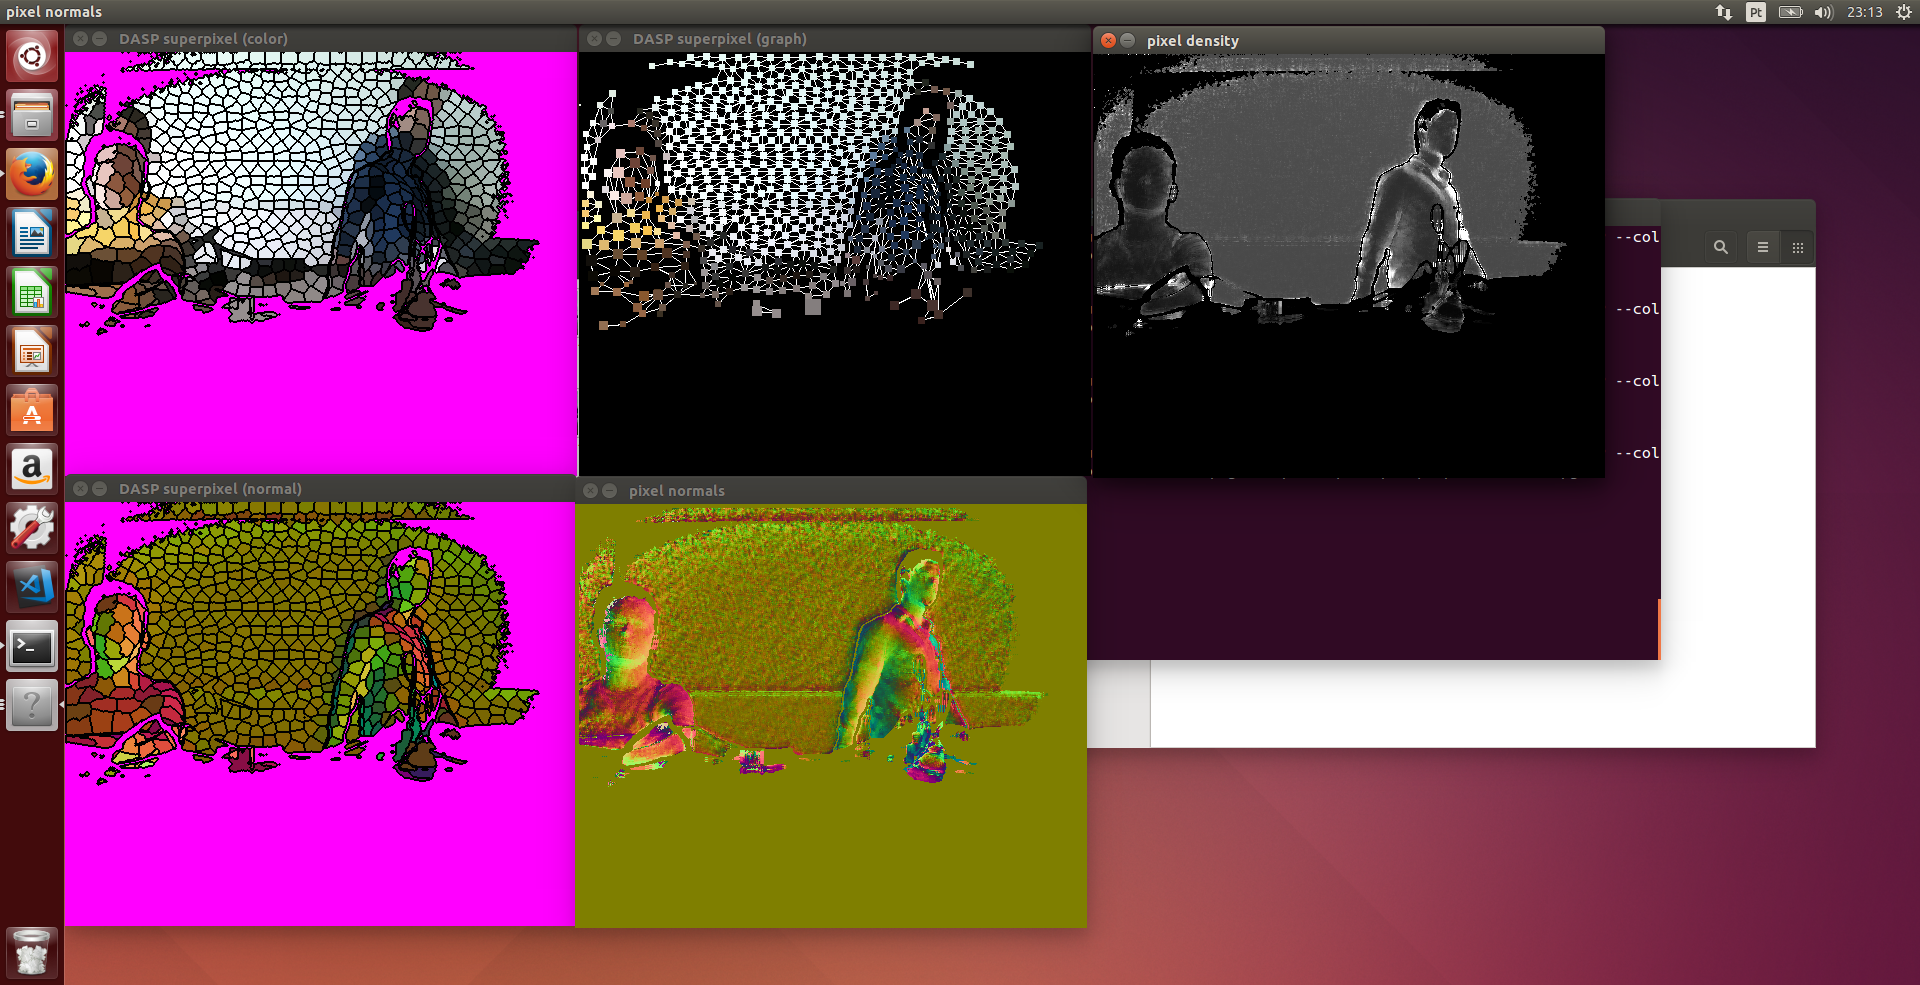 pixel normals
Pt
23:13
DASP superpixel (color)
DASP superpixel (graph)
pixel density
--col
--col
--col
--col
DASP superpixel (normal)
pixel normals